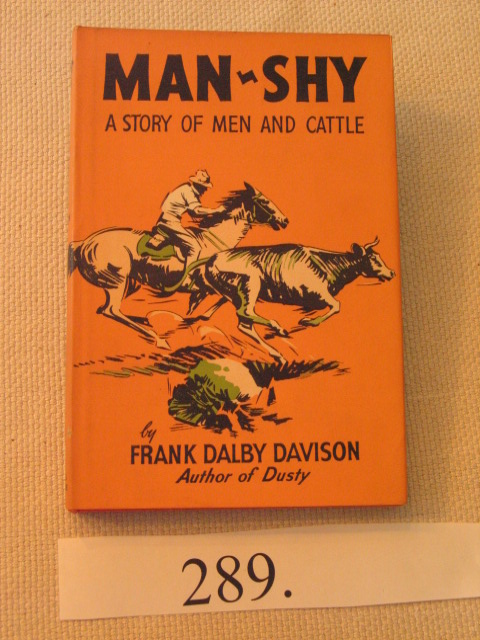 MAN-SHY
A STORY OF MEN AND CATTLE
by
FRANK DALBY DAVISON
Author of Dusty
289.